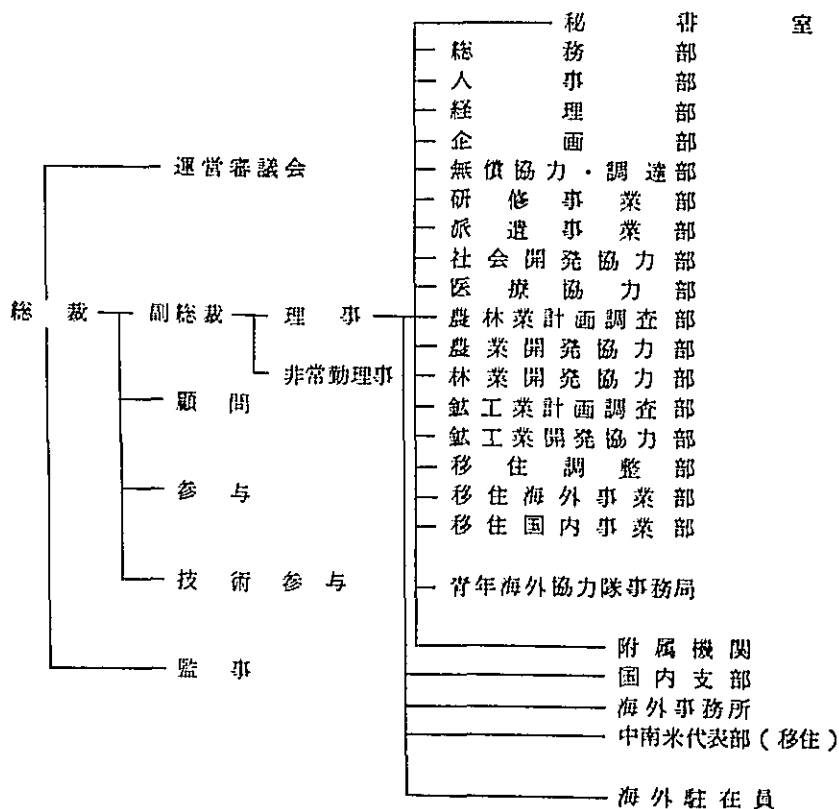 秘書室
総務部
人事部
経理部
企画部
運営審議会
無償協力・調達部
研修事業部
派遣事業部
社会開発協力部
医療協力部
総裁 副総裁 理事 農林業計画調査部
農業開発協力部
非常勤理事 林業開発協力部
顧問 鉱工業計画調査部
鉱工業開発協力部
移住調整部
参与 移住海外事業部
移住国内事業部
技術参与 青年海外協力隊事務局
附属機関
監事 国内支部
海外事務所
中南米代表部(移住)
海外駐在員